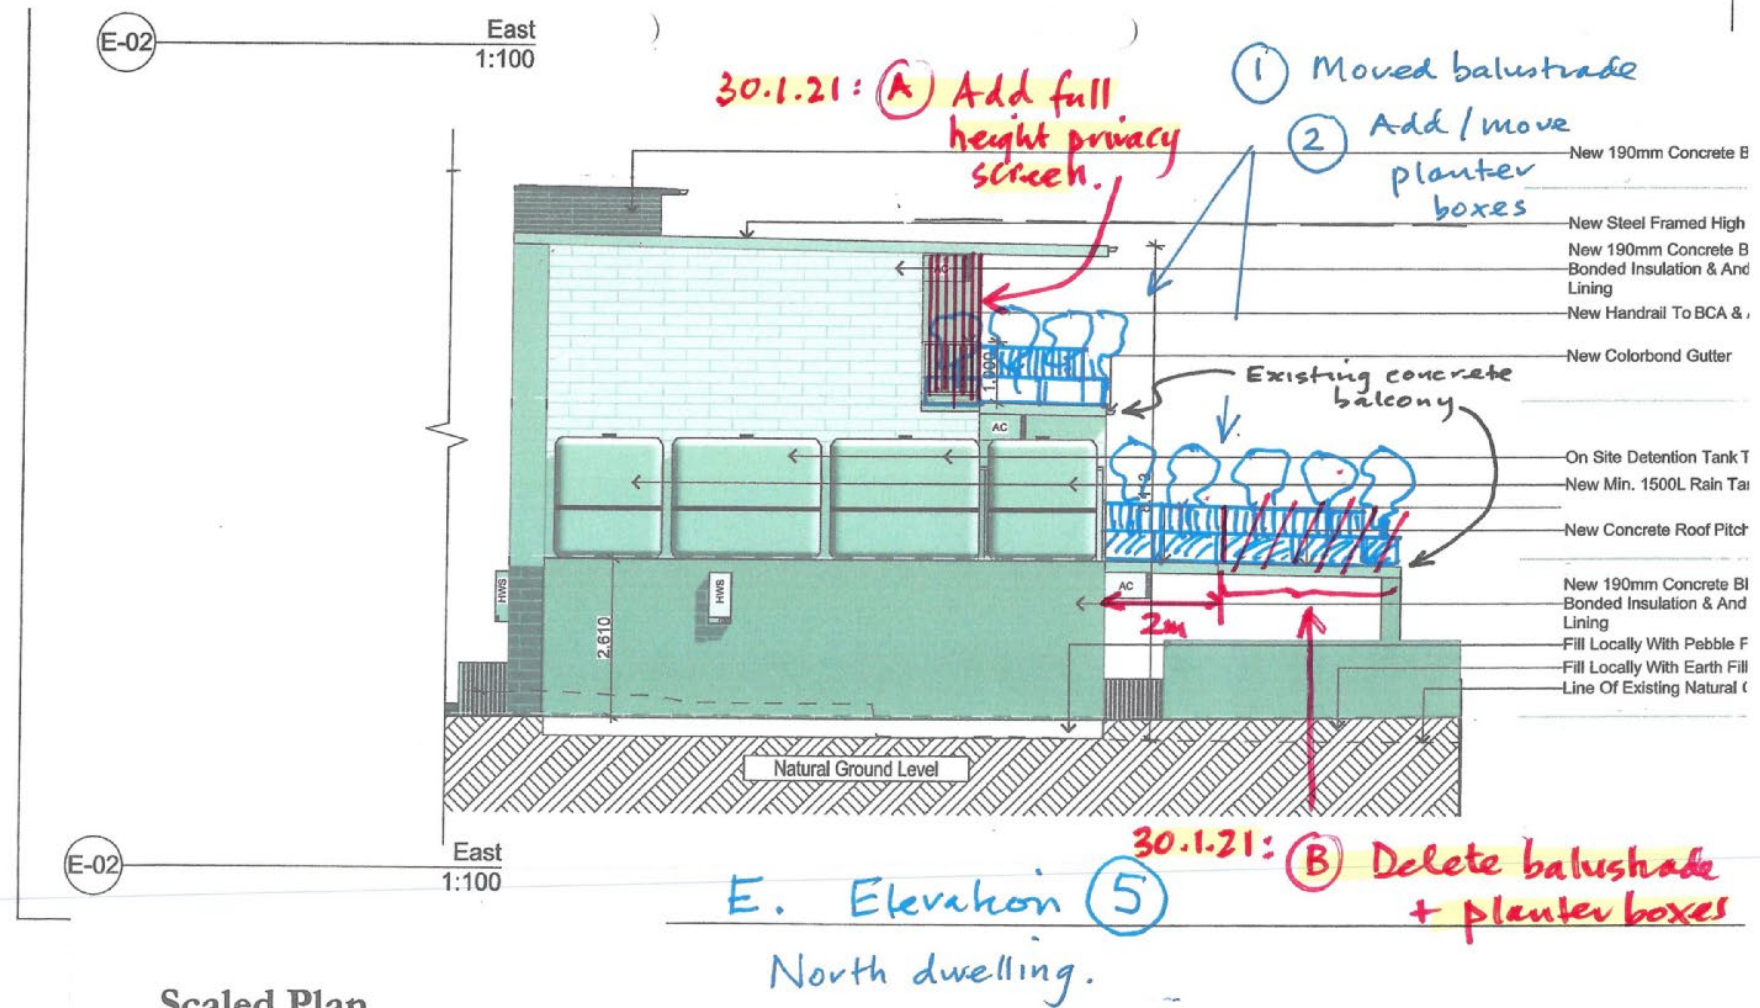 E-02
East
1:100
30.1.21: (A) Add full
height privacy
screen.
(1) Moved balustrade
(2) Add / move
planter
boxes
New 190mm Concrete B
New Steel Framed High
New 190mm Concrete B
Bonded Insulation & And
Lining
New Handrail To BCA &
New Colorbond Gutter
AC
1,000
Existing concrete
balcony
AC
On Site Detention Tank T
New Min. 1500L Rain Ta
New Concrete Roof Pitch
HWS
HWS
AC
New 190mm Concrete Bl
Bonded Insulation & And
Lining
2,610
2m
Fill Locally With Pebble F
Fill Locally With Earth Fill
Line Of Existing Natural
Natural Ground Level
E-02
East
1:100
30.1.21: (B) Delete balustrade
+ planter boxes
E. Elevation (5)
North dwelling.
Scaled Plan